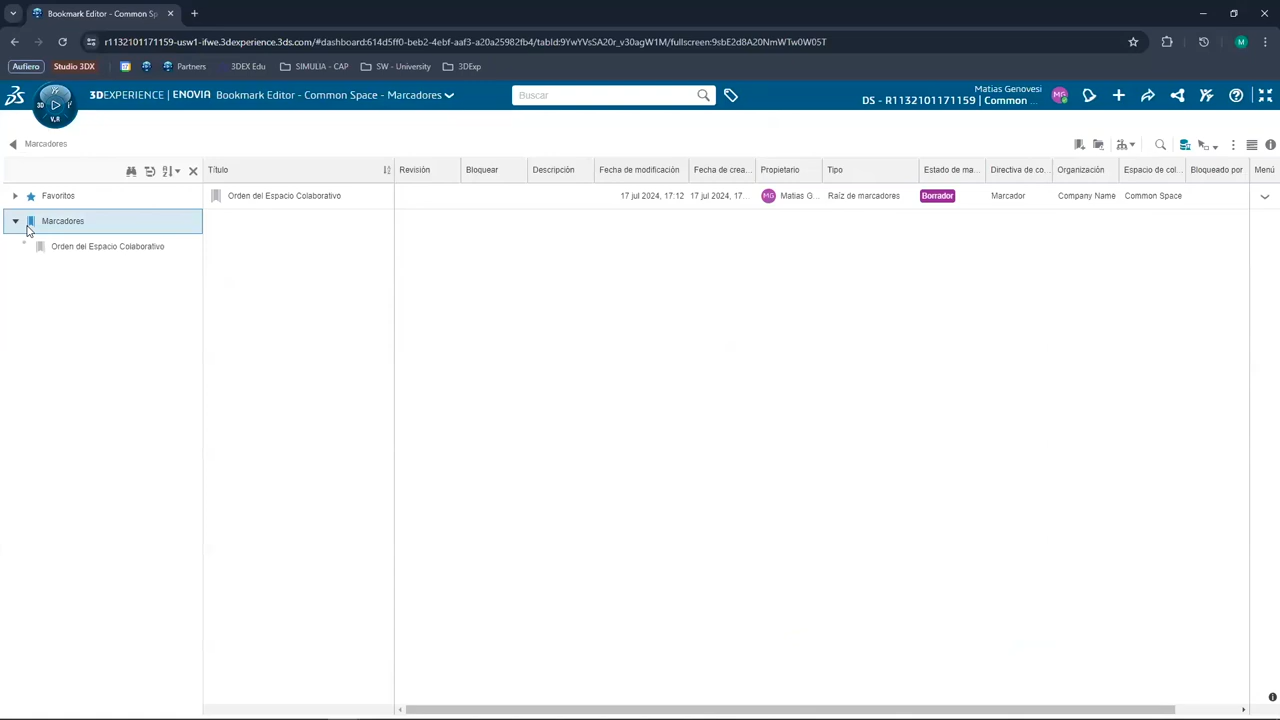 Bookmark Editor - Common Sp
r1132101171159-usw1-ifwe.3dexperience.3ds.com/#dashboard:614d5ff0-beb2-4ebf-aaf3-a20a25982fb4/tabId:9YwYVsSA20r_v30agW1M/fullscreen:9sbE2d8A20NmWTw0W05T
M
Aufiero
Studio 3DX
Partners
3DEX Edu
SIMULIA - CAP
SW - University
3DExp
3DEXPERIENCE | ENOVIA Bookmark Editor - Common Space - Marcadores
Buscar
Matias Genovesi
DS - R1132101171159 | Common ...
MG
3D
V.R
Marcadores
Título
Revisión
Bloquear
Descripción
Fecha de modificación
Fecha de crea...
Propietario
Tipo
Estado de ma...
Directiva de co...
Organización
Espacio de col...
Bloqueado por
Menú
Favoritos
Orden del Espacio Colaborativo
17 jul 2024, 17:12
17 jul 2024, 17...
MG
Matias G...
Raíz de marcadores
Borrador
Marcador
Company Name
Common Space
Marcadores
Orden del Espacio Colaborativo